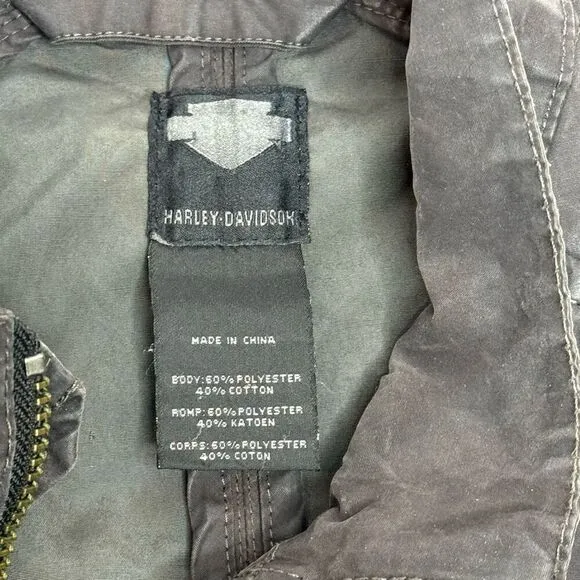 HARLEY-DAVIDSON
MADE IN CHINA
BODY: 60% POLYESTER
40% COTTON
ROMP: 60% POLYESTER
40% KATOEN
CORPS: 60% POLYESTER
40% COTON